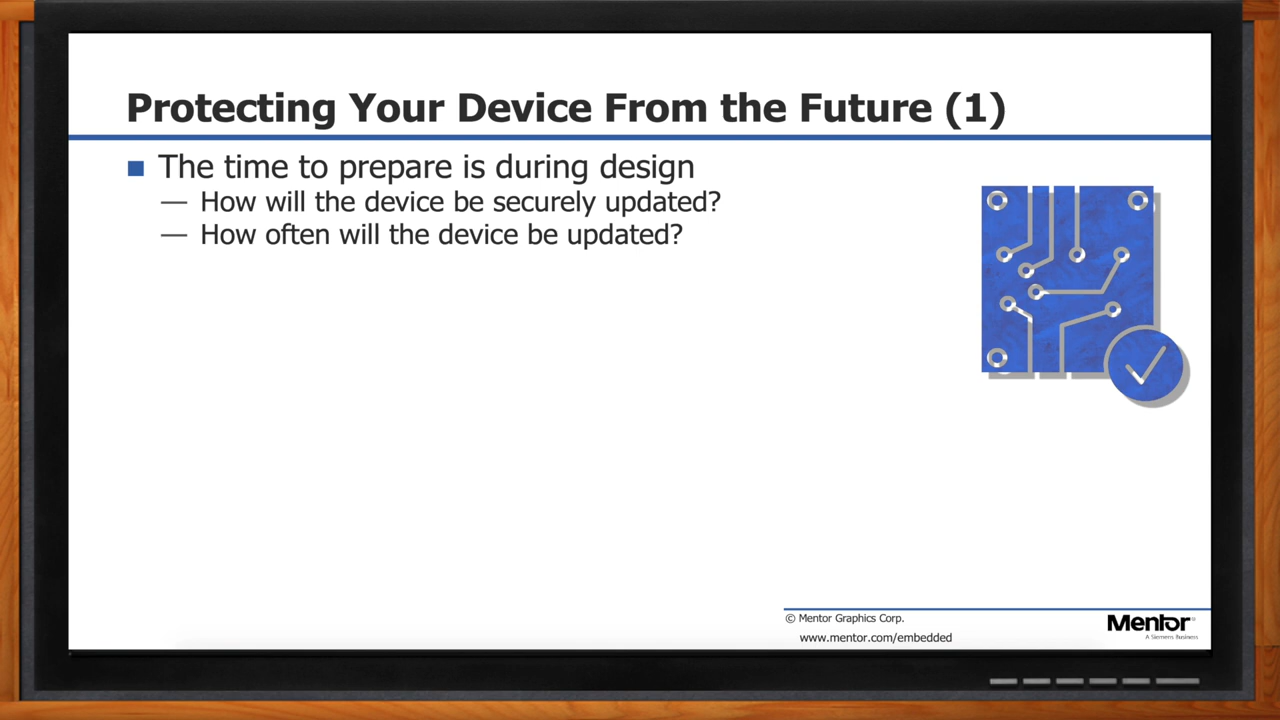 Protecting Your Device From the Future (1)
The time to prepare is during design
— How will the device be securely updated?
— How often will the device be updated?
© Mentor Graphics Corp.
www.mentor.com/embedded
Mentor®
A Siemens Business